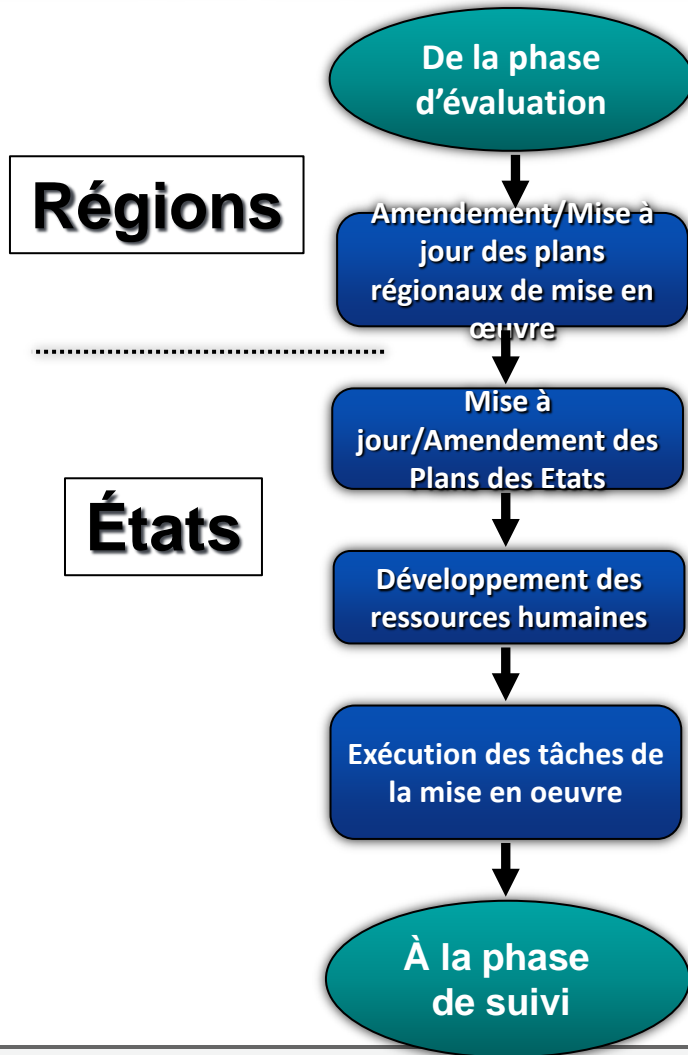 De la phase
d’évaluation
Régions
Amendement/Mise à
jour des plans
régionaux de mise en
œuvre
Mise à
jour/Amendement des
Plans des Etats
États
Développement des
ressources humaines
Exécution des tâches de
la mise en oeuvre
À la phase
de suivi